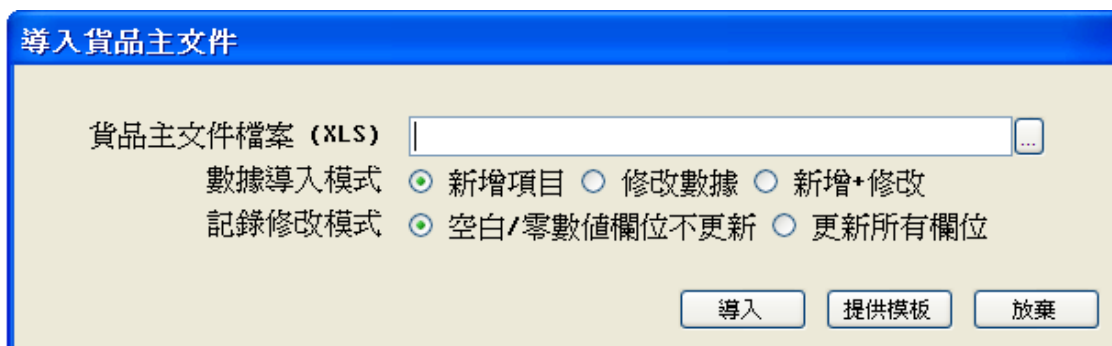 導入貨品主文件
貨品主文件檔案 (XLS) ...
數據導入模式 新增項目 修改數據 新增+修改
記錄修改模式 空白/零數值欄位不更新 更新所有欄位
導入 提供模板 放棄